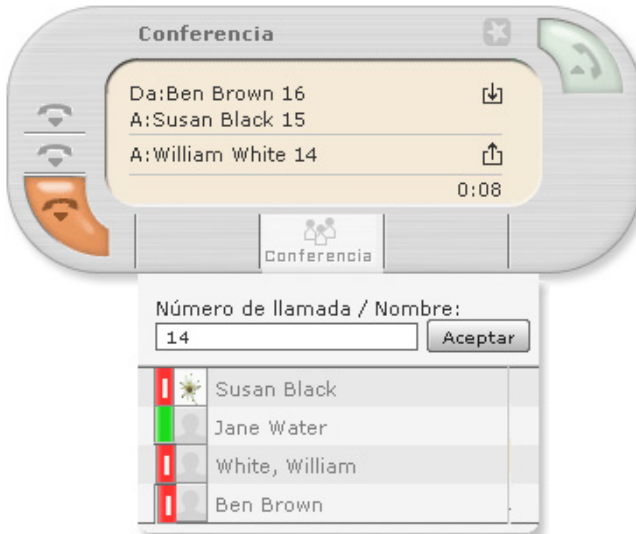 Conferencia
Da:Ben Brown 16
A:Susan Black 15
A:William White 14
0:08
Conferencia
Número de llamada / Nombre:
14
Aceptar
Susan Black
Jane Water
White, William
Ben Brown